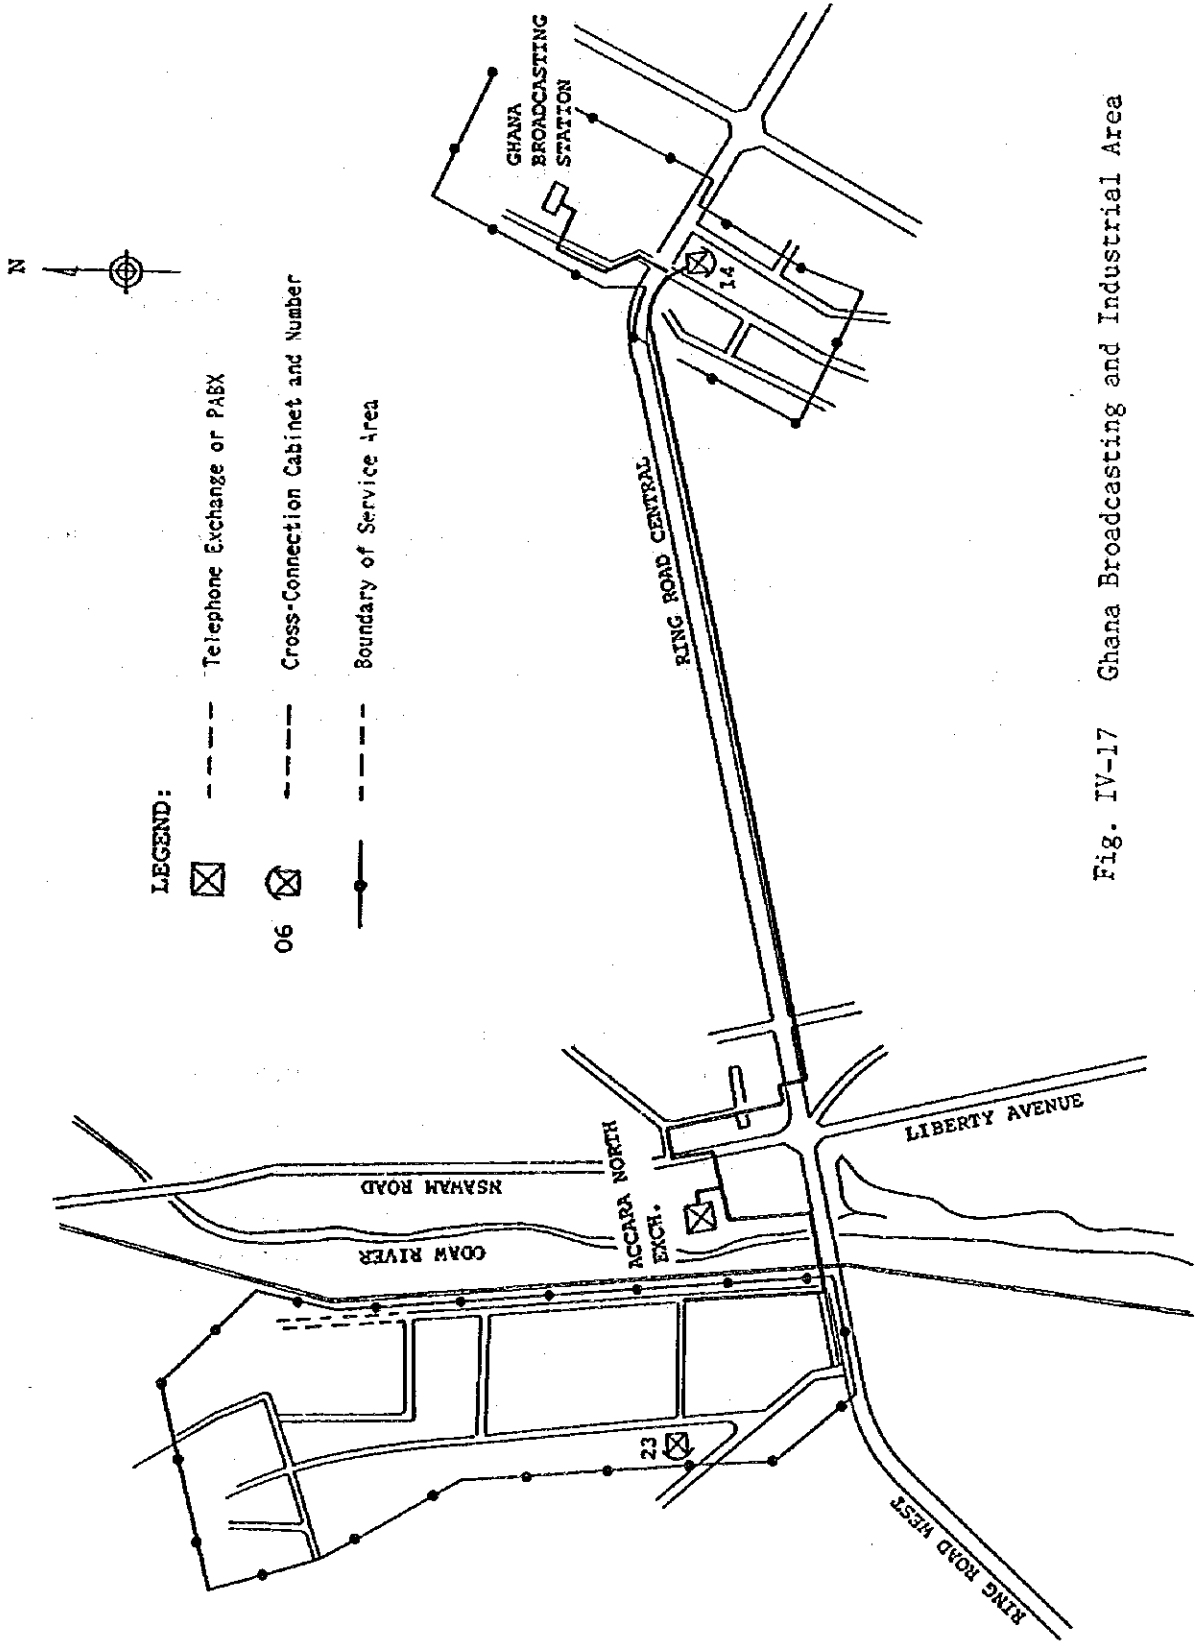 N
LEGEND:
Telephone Exchange or PABX
06 Cross-Connection Cabinet and Number
Boundary of Service Area
GHANA
BROADCASTING
STATION
14
RING ROAD CENTRAL
NSAWAM ROAD
ODAW RIVER
ACCARA NORTH
EXCH.
LIBERTY AVENUE
23
RING ROAD WEST
Fig. IV-17 Ghana Broadcasting and Industrial Area